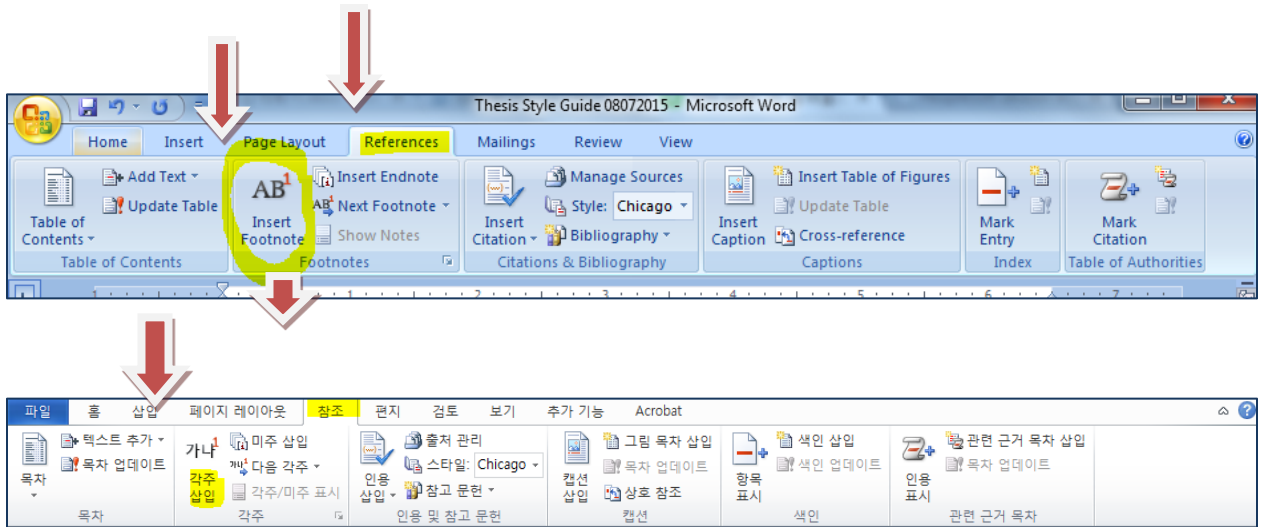 Thesis Style Guide 08072015 - Microsoft Word
Home Insert Page Layout References Mailings Review View
Table of Contents
Add Text
Update Table
Table of Contents
AB1
Insert Footnote
Insert Endnote
AB1 Next Footnote
Show Notes
Footnotes
Insert Citation
Manage Sources
Style: Chicago
Bibliography
Citations & Bibliography
Insert Caption
Insert Table of Figures
Update Table
Cross-reference
Captions
Mark Entry
Index
Mark Citation
Table of Authorities
1 1 2 3 4 5 6 7
파일 홈 삽입 페이지 레이아웃 참조 편지 검토 보기 추가 기능 Acrobat
목차
텍스트 추가
목차 업데이트
목차
가나1
각주 삽입
미주 삽입
가나1 다음 각주
각주/미주 표시
각주
인용 삽입
출처 관리
스타일: Chicago
참고 문헌
인용 및 참고 문헌
캡션 삽입
그림 목차 삽입
목차 업데이트
상호 참조
캡션
항목 표시
색인 삽입
색인 업데이트
색인
인용 표시
관련 근거 목차 삽입
목차 업데이트
관련 근거 목차